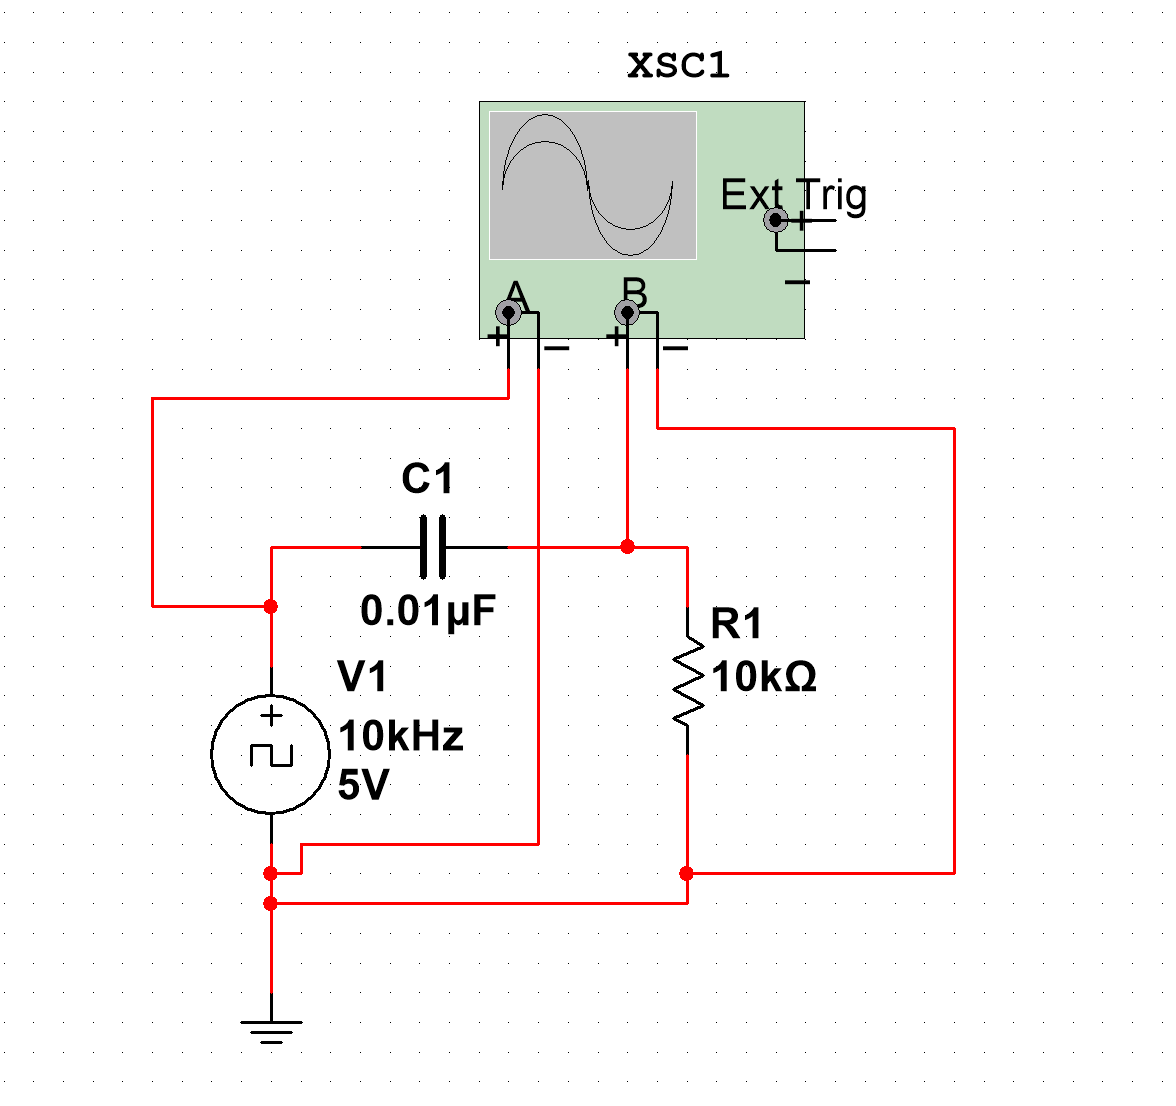 XSC1
Ext Trig
+
−
A
B
+
−
+
−
C1
0.01µF
R1
10kΩ
V1
+
10kHz
5V